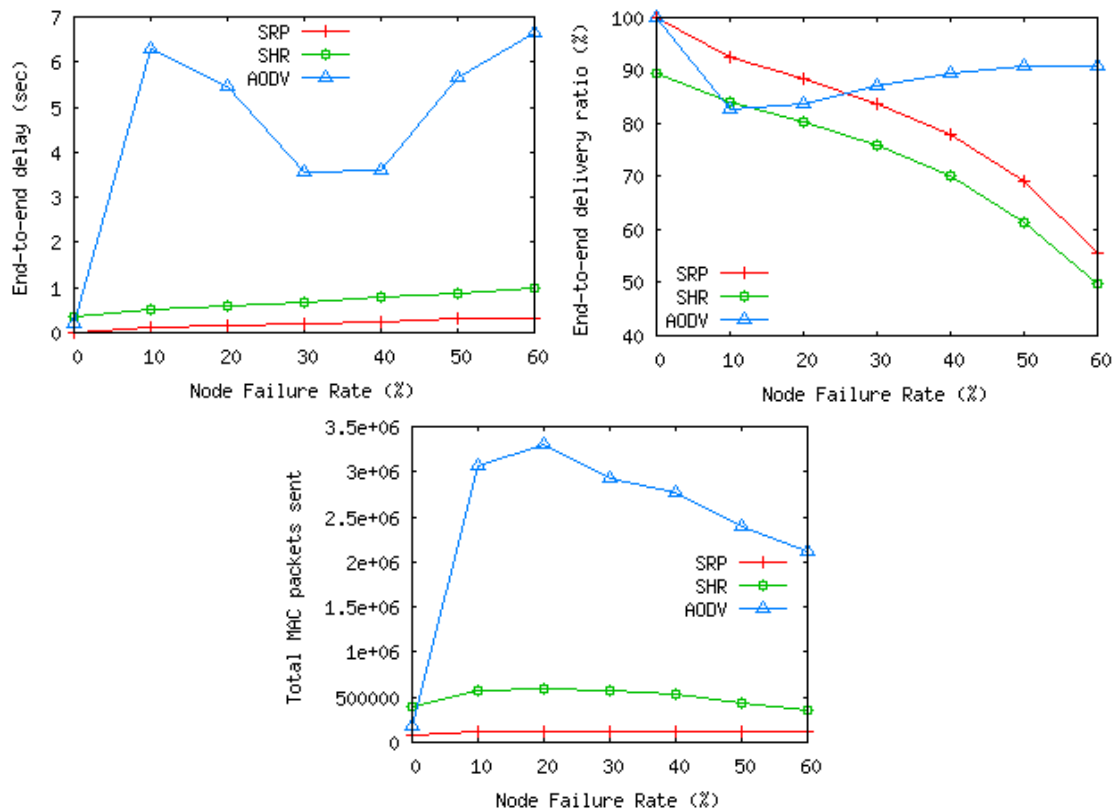 7
6
5
4
3
2
1
0
End-to-end delay (sec)
SRP
SHR
AODV
0 10 20 30 40 50 60
Node Failure Rate (%)
100
90
80
70
60
50
40
End-to-end delivery ratio (%)
SRP
SHR
AODV
0 10 20 30 40 50 60
Node Failure Rate (%)
3.5e+06
3e+06
2.5e+06
2e+06
1.5e+06
1e+06
500000
0
Total MAC packets sent
SRP
SHR
AODV
0 10 20 30 40 50 60
Node Failure Rate (%)